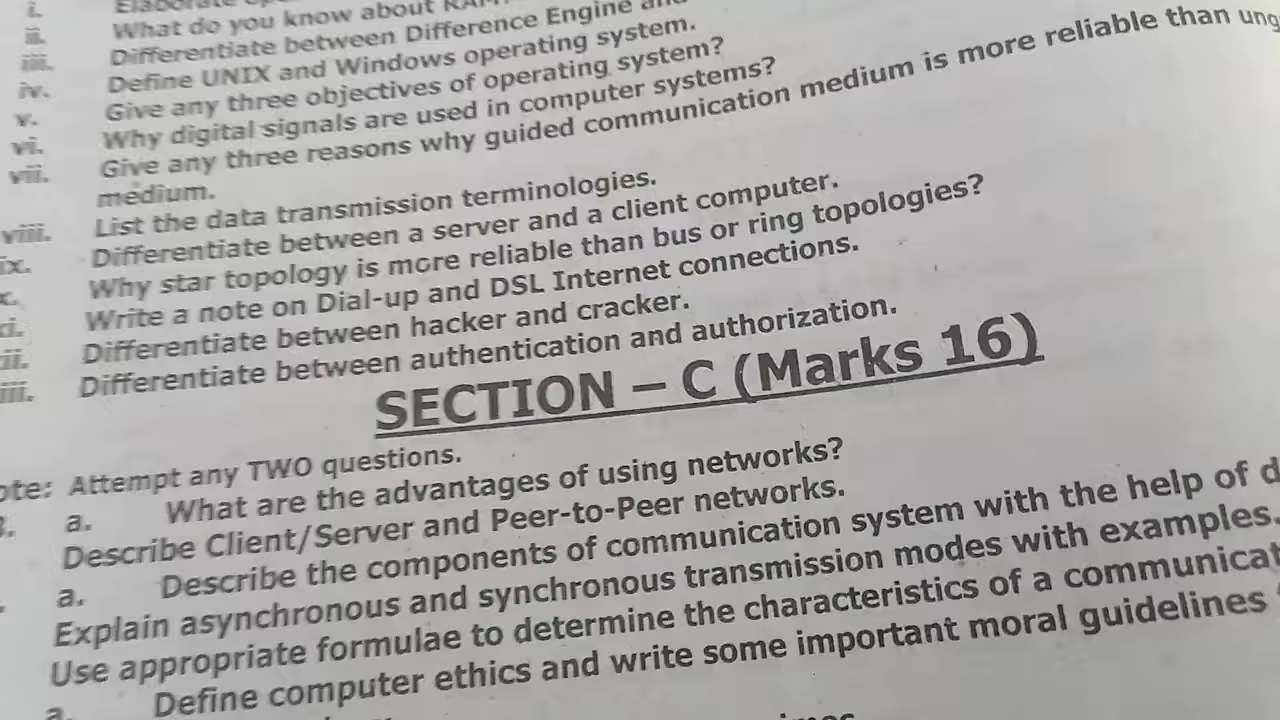 i.
ii. What do you know about
iii. Differentiate between Difference Engine
iv. Define UNIX and Windows operating system.
v. Give any three objectives of operating system?
vi. Why digital signals are used in computer systems?
vii. Give any three reasons why guided communication medium is more reliable than ung
medium.
viii. List the data transmission terminologies.
ix. Differentiate between a server and a client computer.
Why star topology is more reliable than bus or ring topologies?
xi. Write a note on Dial-up and DSL Internet connections.
ii. Differentiate between hacker and cracker.
iii. Differentiate between authentication and authorization.
SECTION – C (Marks 16)
ote: Attempt any TWO questions.
a. What are the advantages of using networks?
Describe Client/Server and Peer-to-Peer networks.
a. Describe the components of communication system with the help of d
Explain asynchronous and synchronous transmission modes with examples.
Use appropriate formulae to determine the characteristics of a communicat
a. Define computer ethics and write some important moral guidelines